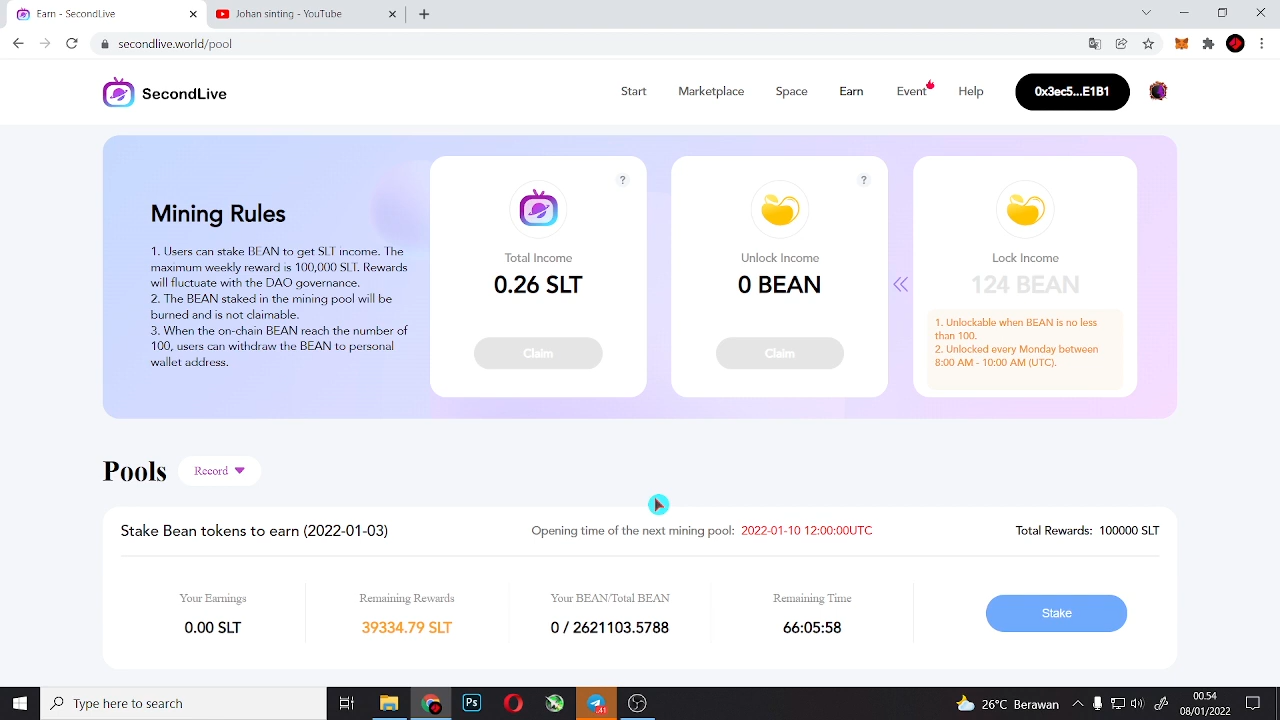 Earn - SecondLive
Johan sinting - YouTube
secondlive.world/pool
SecondLive
Start
Marketplace
Space
Earn
Event
Help
0x3ec5...E1B1
Mining Rules
1. Users can stake BEAN to get SLT income. The
maximum weekly reward is 100,000 SLT. Rewards
will fluctuate with the DAO governance.
2. The BEAN staked in the mining pool will be
burned and is not claimable.
3. When the on-chain BEAN reach the number of
100, users can withdraw the BEAN to personal
wallet address.
?
Total Income
0.26 SLT
Claim
?
Unlock Income
0 BEAN
Claim
Lock Income
124 BEAN
1. Unlockable when BEAN is no less
than 100.
2. Unlocked every Monday between
8:00 AM - 10:00 AM (UTC).
Pools
Record
Stake Bean tokens to earn (2022-01-03)
Opening time of the next mining pool: 2022-01-10 12:00:00UTC
Total Rewards: 100000 SLT
Your Earnings
0.00 SLT
Remaining Rewards
39334.79 SLT
Your BEAN/Total BEAN
0 / 2621103.5788
Remaining Time
66:05:58
Stake
Type here to search
Ps
41
26°C Berawan
00.54
08/01/2022